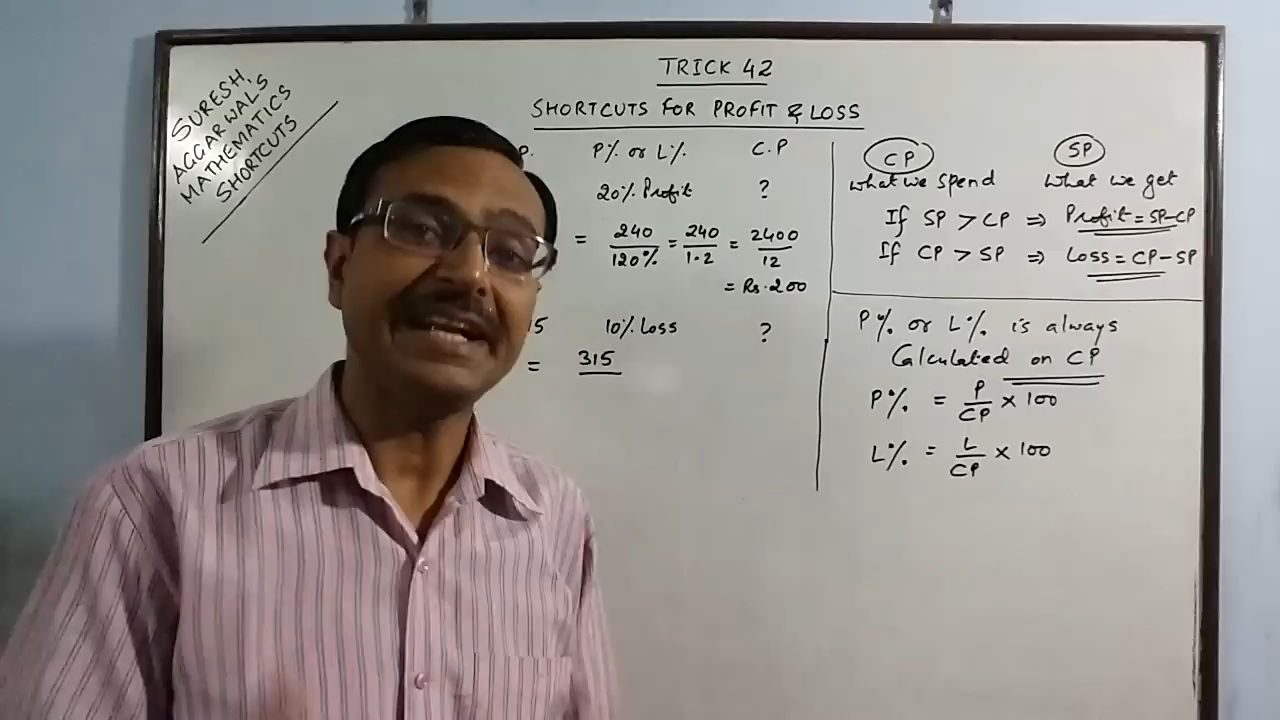 SURESH
AGGARWAL'S
MATHEMATICS
SHORTCUTS
TRICK 42
SHORTCUTS FOR PROFIT & LOSS
P. P% or L% C.P
20% Profit ?
= 240/120% = 240/1.2 = 2400/12
= Rs. 200
15 10% Loss ?
= 315
CP SP
What we spend What we get
If SP > CP ⇒ Profit = SP-CP
If CP > SP ⇒ Loss = CP-SP
P% or L% is always
Calculated on CP
P% = P/CP × 100
L% = L/CP × 100